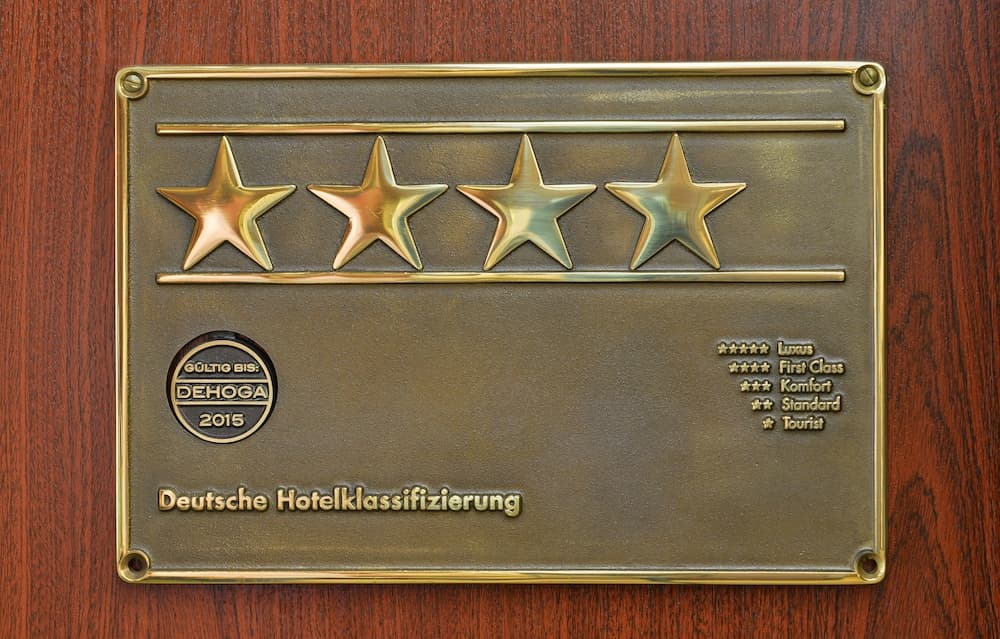 GÜLTIG BIS:
DEHOGA
2015
★★★★★ Luxus
★★★★ First Class
★★★ Komfort
★★ Standard
★ Tourist
Deutsche Hotelklassifizierung